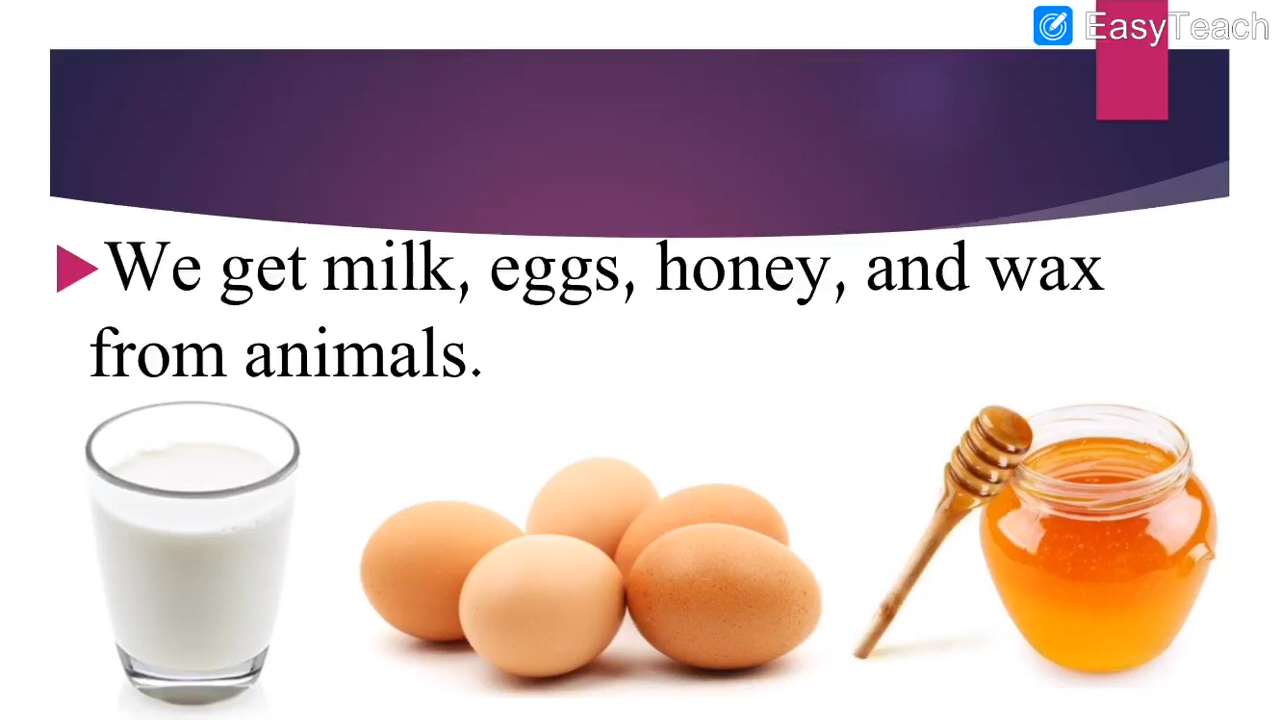 EasyTeach
We get milk, eggs, honey, and wax
from animals.